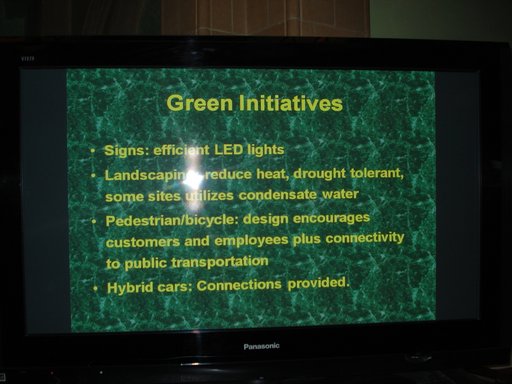 VIERA
Green Initiatives
• Signs: efficient LED lights
• Landscaping: reduce heat, drought tolerant,
some sites utilizes condensate water
• Pedestrian/bicycle: design encourages
customers and employees plus connectivity
to public transportation
• Hybrid cars: Connections provided.
Panasonic